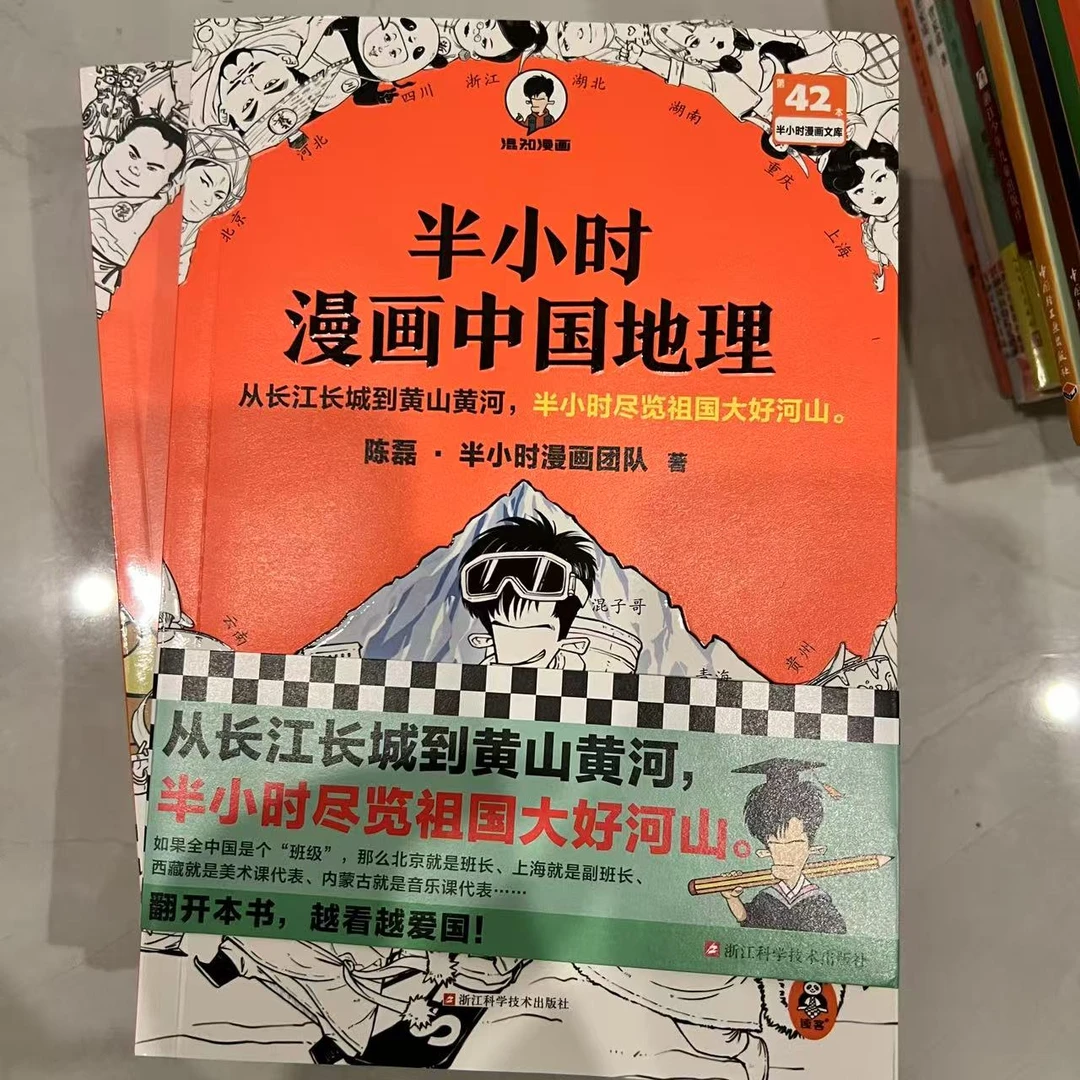 四川
浙江
湖北
湖南
河北
重庆
北京
上海
混知漫画
第42本
半小时漫画文库
半小时
漫画中国地理
从长江长城到黄山黄河，半小时尽览祖国大好河山。
陈磊 · 半小时漫画团队 著
混子哥
云南
青海
贵州
从长江长城到黄山黄河，
半小时尽览祖国大好河山。
如果全中国是个“班级”，那么北京就是班长、上海就是副班长、
西藏就是美术课代表、内蒙古就是音乐课代表……
翻开本书，越看越爱国！
浙江科学技术出版社
浙江科学技术出版社
读客